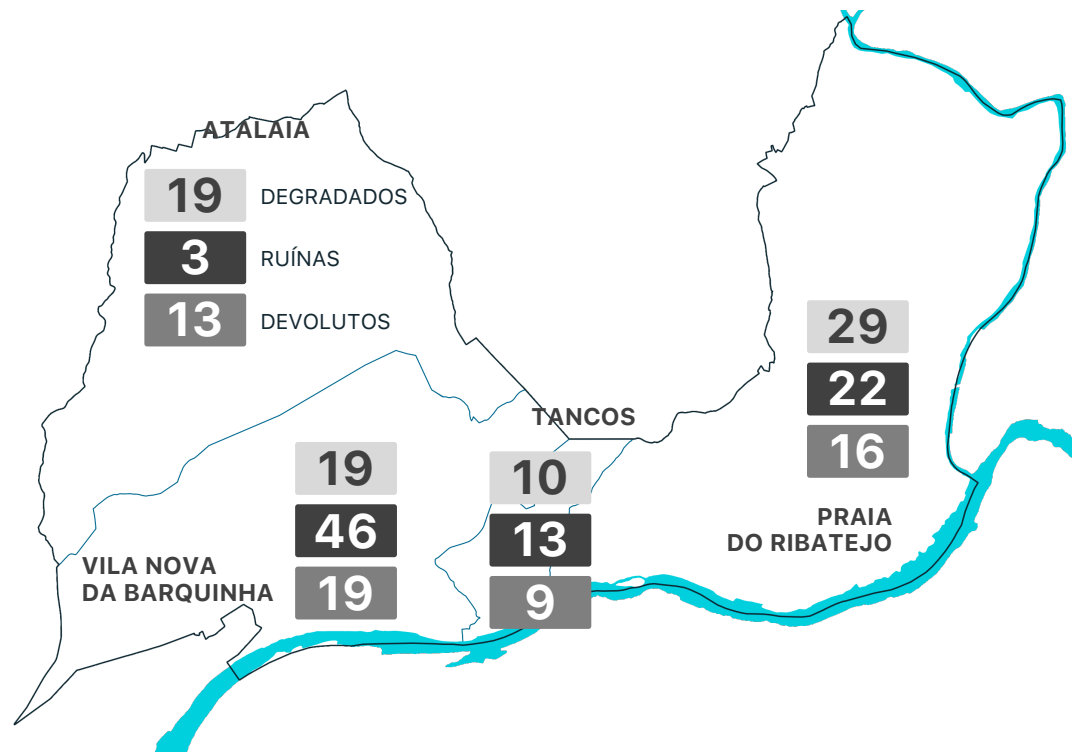 ATALAIA
19 DEGRADADOS
3 RUÍNAS
13 DEVOLUTOS
VILA NOVA
DA BARQUINHA
19
46
19
TANCOS
10
13
9
29
22
16
PRAIA
DO RIBATEJO